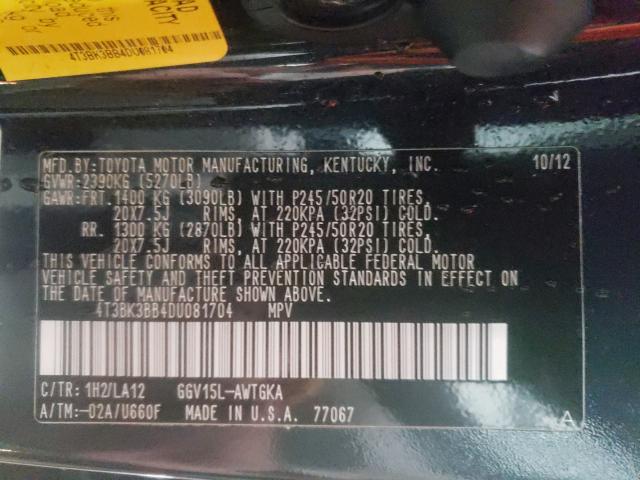 AD
PACITY
4T3BK3BB4DU081704
MFD.BY:TOYOTA MOTOR MANUFACTURING, KENTUCKY, INC. 10/12
GVWR:2390KG (5270LB)
GAWR:FRT.1400 KG (3090LB) WITH P245/50R20 TIRES,
20X7.5J RIMS, AT 220KPA (32PSI) COLD.
RR. 1300 KG (2870LB) WITH P245/50R20 TIRES,
20X7.5J RIMS, AT 220KPA (32PSI) COLD.
THIS VEHICLE CONFORMS TO ALL APPLICABLE FEDERAL MOTOR
VEHICLE SAFETY AND THEFT PREVENTION STANDARDS IN EFFECT ON
THE DATE OF MANUFACTURE SHOWN ABOVE.
4T3BK3BB4DU081704 MPV
C/TR: 1H2/LA12 GGV15L-AWTGKA
A/TM:-02A/U660F MADE IN U.S.A. 77067 A